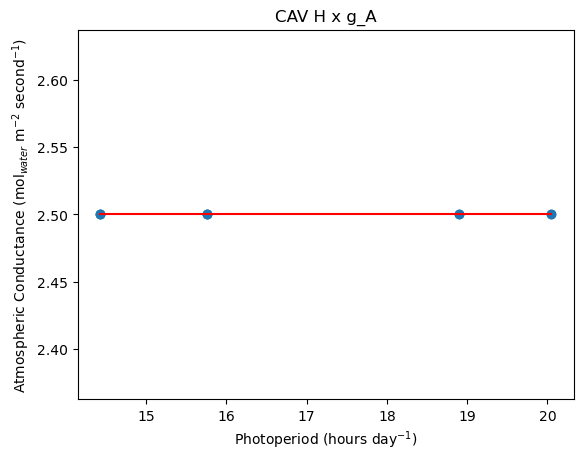 CAV H x g_A
Atmospheric Conductance (mol_water m⁻² second⁻¹)
2.60
2.55
2.50
2.45
2.40
15 16 17 18 19 20
Photoperiod (hours day⁻¹)